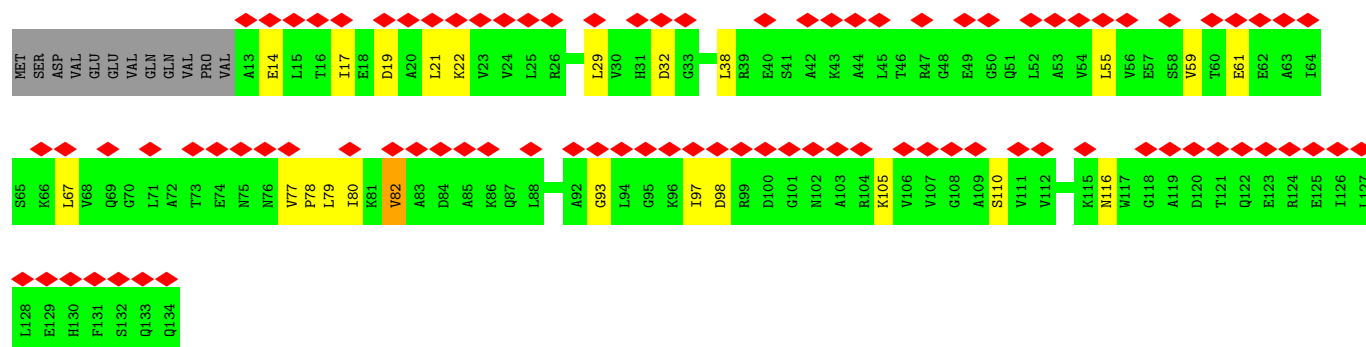 MET SER ASP VAL GLU GLU VAL GLN GLN VAL PRO VAL A13 E14 L15 T16 I17 E18 D19 A20 L21 K22 V23 V24 L25 R26 L29 V30 H31 D32 G33 L38 R39 E40 S41 A42 K43 A44 L45 T46 R47 G48 E49 G50 Q51 L52 A53 V54 L55 V56 E57 S58 V59 T60 E61 E62 A63 I64
S65 K66 L67 V68 Q69 G70 L71 A72 T73 E74 N75 N76 V77 P78 L79 I80 K81 V82 A83 D84 A85 K86 Q87 L88 A92 G93 L94 G95 K96 I97 D98 R99 D100 G101 N102 A103 R104 K105 V106 V107 G108 A109 S110 V111 V112 K115 N116 W117 G118 A119 D120 T121 Q122 E123 R124 E125 I126 L127
L128 E129 H130 F131 S132 Q133 Q134